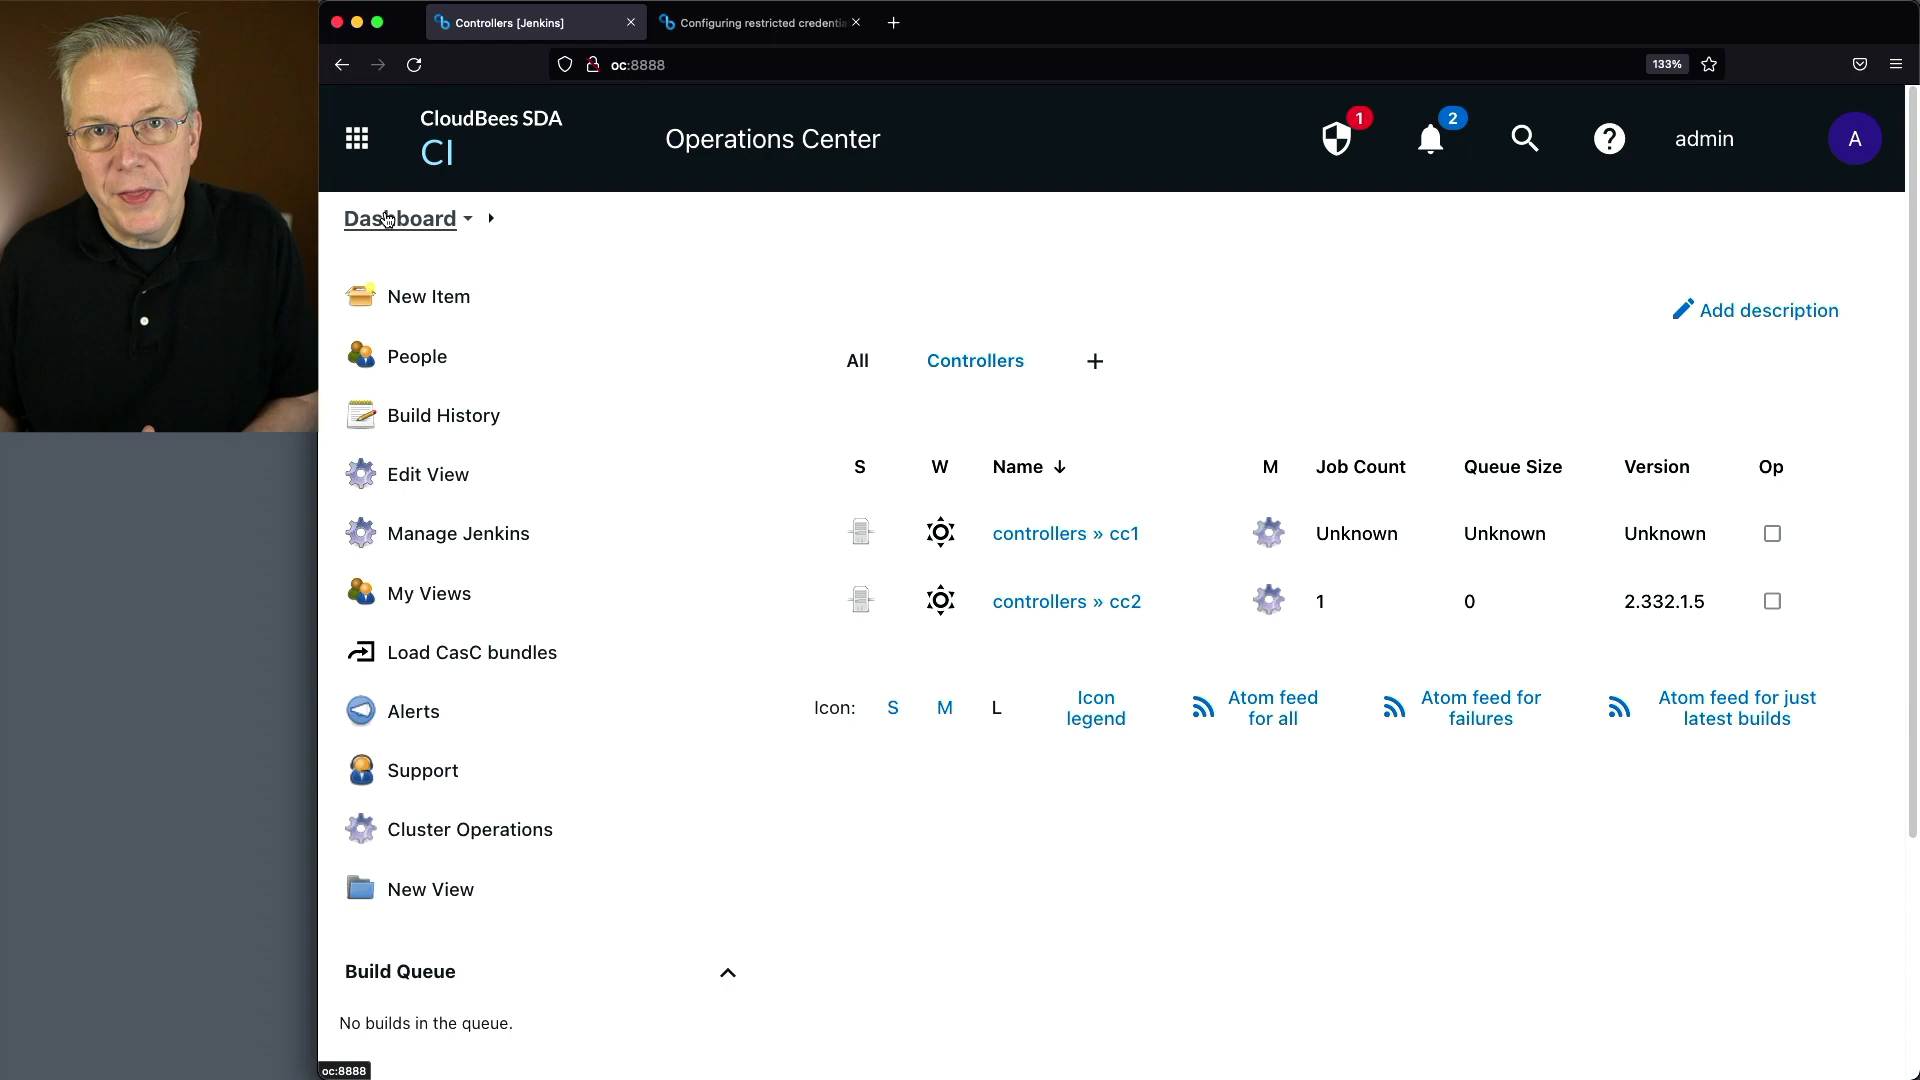 Controllers [Jenkins]
Configuring restricted credentia
oc:8888
133%
CloudBees SDA
CI
Operations Center
1
2
admin
A
Dashboard
New Item
People
Build History
Edit View
Manage Jenkins
My Views
Load CasC bundles
Alerts
Support
Cluster Operations
New View
Build Queue
No builds in the queue.
Add description
All Controllers +
S W Name ↓ M Job Count Queue Size Version Op
controllers » cc1 Unknown Unknown Unknown
controllers » cc2 1 0 2.332.1.5
Icon: S M L
Icon legend
Atom feed for all
Atom feed for failures
Atom feed for just latest builds
oc:8888